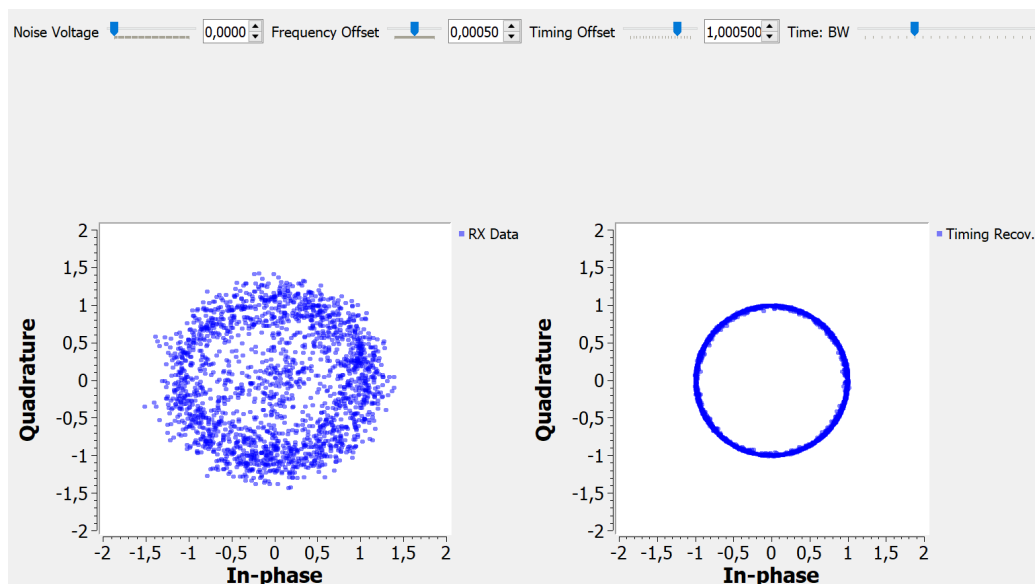 Noise Voltage 0,0000 Frequency Offset 0,00050 Timing Offset 1,000500 Time: BW
2
1,5
1
0,5
0
-0,5
-1
-1,5
-2
Quadrature
-2 -1,5 -1 -0,5 0 0,5 1 1,5 2
In-phase
RX Data
2
1,5
1
0,5
0
-0,5
-1
-1,5
-2
Quadrature
-2 -1,5 -1 -0,5 0 0,5 1 1,5 2
In-phase
Timing Recov.